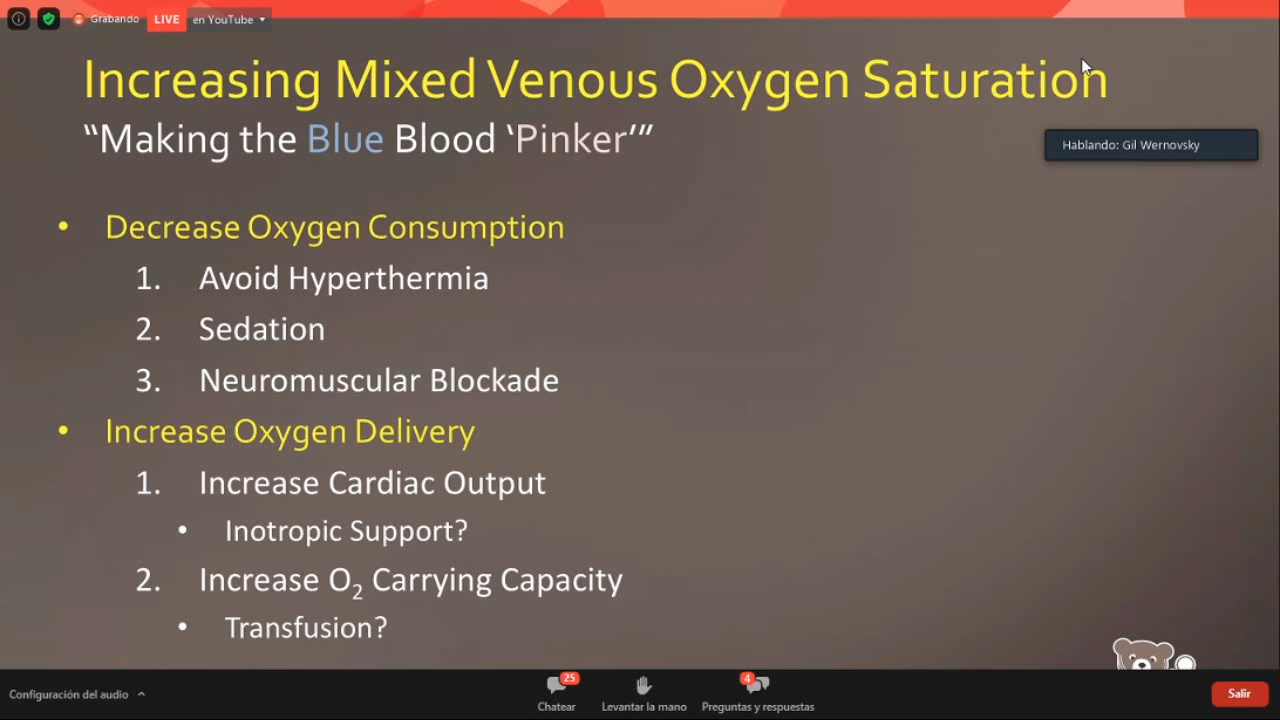 Grabando
LIVE
en YouTube
Increasing Mixed Venous Oxygen Saturation
“Making the Blue Blood ‘Pinker’”
Hablando: Gil Wernovsky
• Decrease Oxygen Consumption
1. Avoid Hyperthermia
2. Sedation
3. Neuromuscular Blockade
• Increase Oxygen Delivery
1. Increase Cardiac Output
• Inotropic Support?
2. Increase O₂ Carrying Capacity
• Transfusion?
Configuración del audio
25
Chatear
Levantar la mano
4
Preguntas y respuestas
Salir